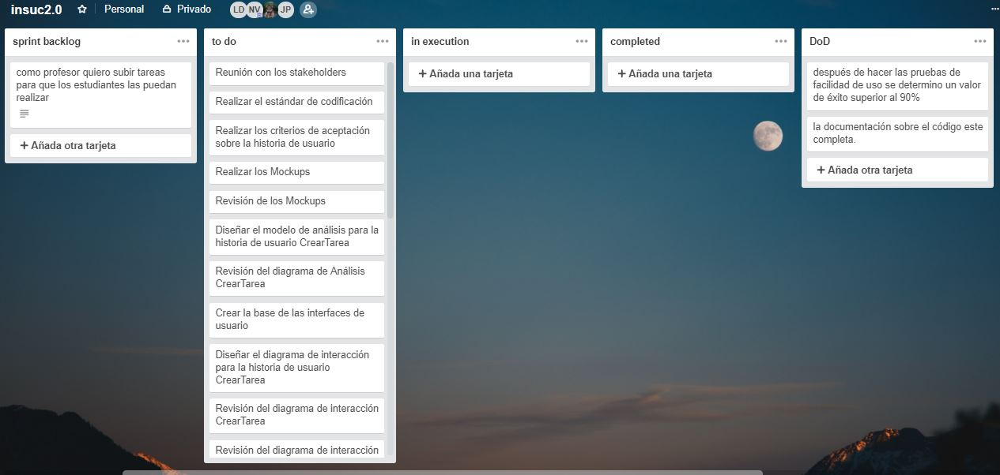 insuc2.0 Personal Privado LD NV JP
sprint backlog
como profesor quiero subir tareas
para que los estudiantes las puedan
realizar
+ Añada otra tarjeta
to do
Reunión con los stakeholders
Realizar el estándar de codificación
Realizar los criterios de aceptación
sobre la historia de usuario
Realizar los Mockups
Revisión de los Mockups
Diseñar el modelo de análisis para la
historia de usuario CrearTarea
Revisión del diagrama de Análisis
CrearTarea
Crear la base de las interfaces de
usuario
Diseñar el diagrama de interacción
para la historia de usuario
CrearTarea
Revisión del diagrama de interacción
CrearTarea
Revisión del diagrama de interacción
in execution
+ Añada una tarjeta
completed
+ Añada una tarjeta
DoD
después de hacer las pruebas de
facilidad de uso se determino un valor
de éxito superior al 90%
la documentación sobre el código este
completa.
+ Añada otra tarjeta